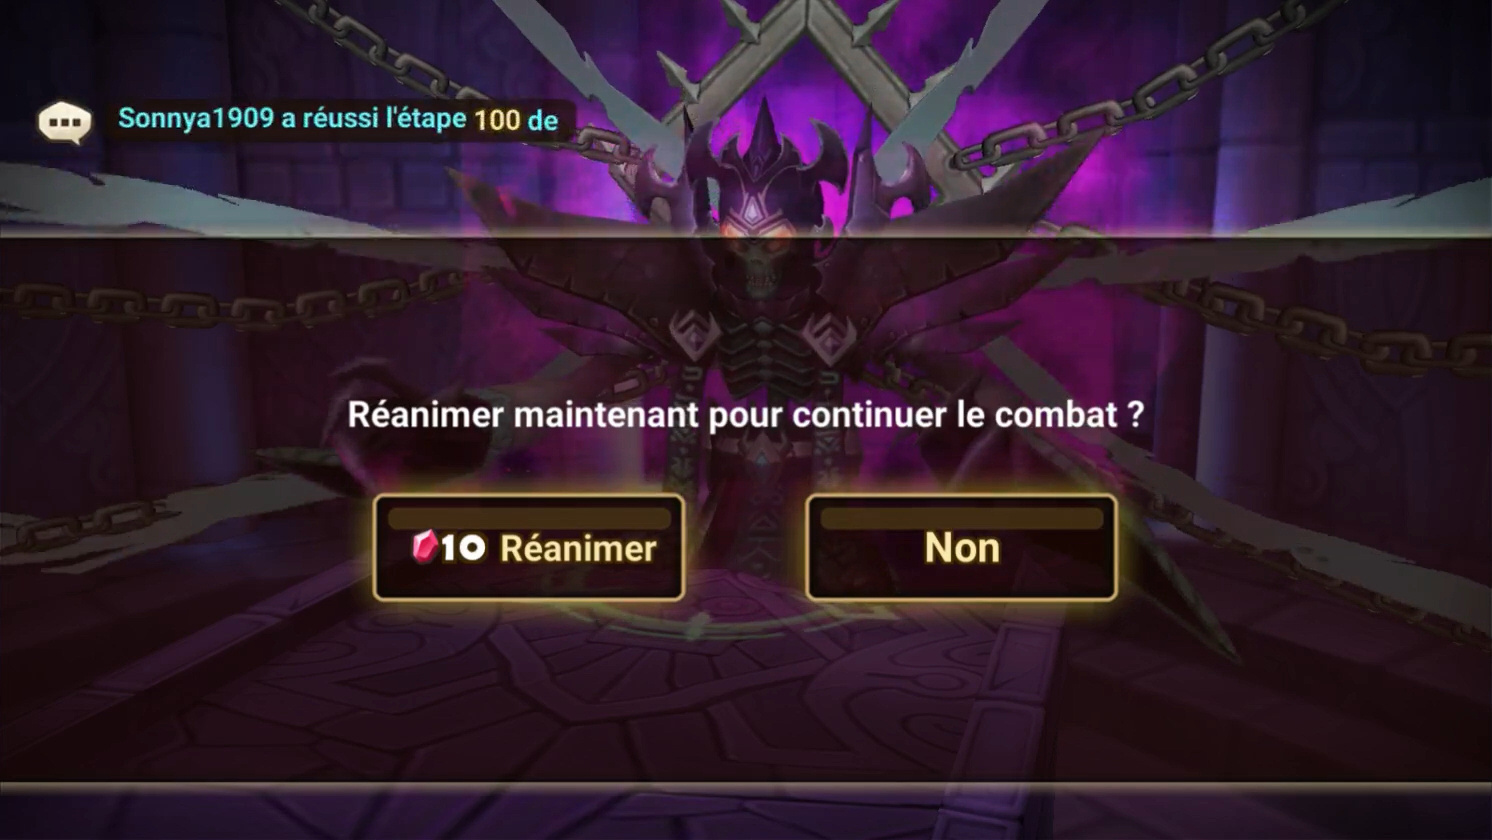 Sonnya1909 a réussi l'étape 100 de
Réanimer maintenant pour continuer le combat ?
10 Réanimer
Non